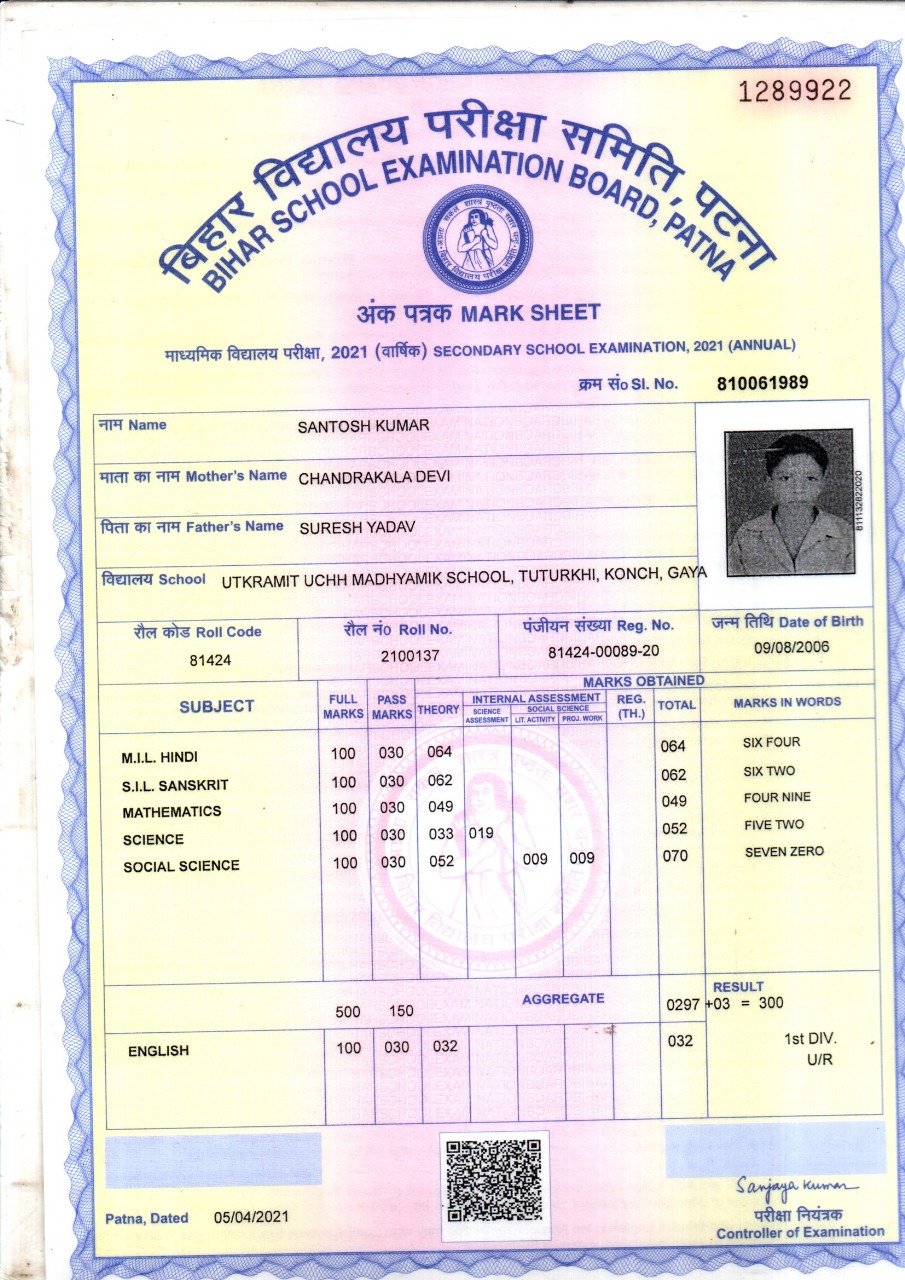 1289922
बिहार विद्यालय परीक्षा समिति, पटना
BIHAR SCHOOL EXAMINATION BOARD, PATNA
अंक पत्रक MARK SHEET
माध्यमिक विद्यालय परीक्षा, 2021 (वार्षिक) SECONDARY SCHOOL EXAMINATION, 2021 (ANNUAL)
क्रम सं० Sl. No. 810061989
नाम Name SANTOSH KUMAR
माता का नाम Mother's Name CHANDRAKALA DEVI
पिता का नाम Father's Name SURESH YADAV
811132822020
विद्यालय School UTKRAMIT UCHH MADHYAMIK SCHOOL, TUTURKHI, KONCH, GAYA
रौल कोड Roll Code रौल नं० Roll No. पंजीयन संख्या Reg. No. जन्म तिथि Date of Birth
81424 2100137 81424-00089-20 09/08/2006
MARKS OBTAINED
SUBJECT FULL MARKS PASS MARKS THEORY INTERNAL ASSESSMENT REG. (TH.) TOTAL MARKS IN WORDS
SCIENCE ASSESSMENT SOCIAL SCIENCE LIT. ACTIVITY PROJ. WORK
M.I.L. HINDI 100 030 064 064 SIX FOUR
S.I.L. SANSKRIT 100 030 062 062 SIX TWO
MATHEMATICS 100 030 049 049 FOUR NINE
SCIENCE 100 030 033 019 052 FIVE TWO
SOCIAL SCIENCE 100 030 052 009 009 070 SEVEN ZERO
RESULT
500 150 AGGREGATE 0297 +03 = 300
ENGLISH 100 030 032 032 1st DIV.
U/R
Sanjaya Kumar
Patna, Dated 05/04/2021 परीक्षा नियंत्रक
Controller of Examination